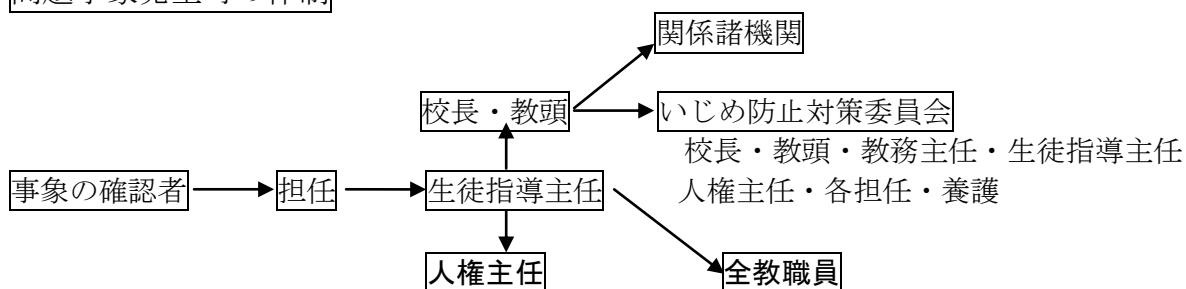 関係諸機関
校長・教頭
いじめ防止対策委員会
校長・教頭・教務主任・生徒指導主任
事象の確認者
担任
生徒指導主任
人権主任・各担任・養護
人権主任
全教職員